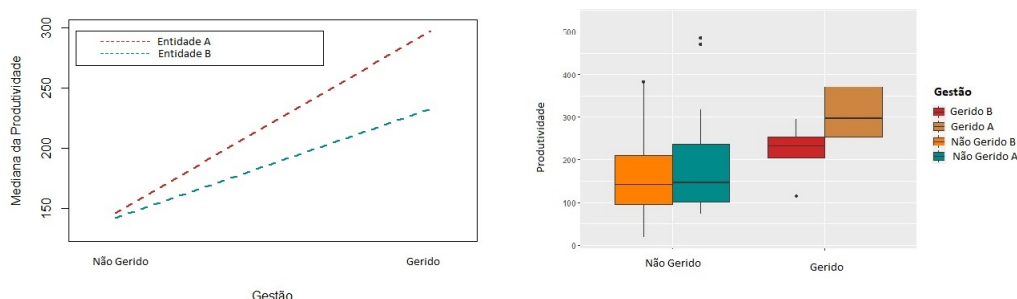 Mediana da Produtividade
300
250
200
150
Entidade A
Entidade B
Não Gerido
Gerido
Gestão
Produtividade
500
400
300
200
100
0
Não Gerido
Gerido
Gestão
Gerido B
Gerido A
Não Gerido B
Não Gerido A